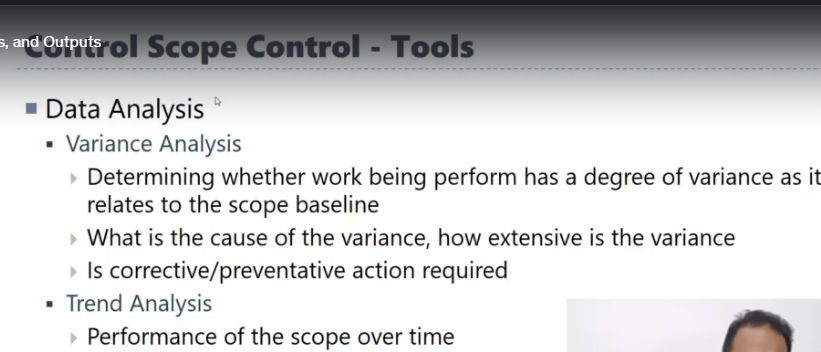 s, and Outputs
Control Scope Control - Tools
Data Analysis
Variance Analysis
Determining whether work being perform has a degree of variance as it
relates to the scope baseline
What is the cause of the variance, how extensive is the variance
Is corrective/preventative action required
Trend Analysis
Performance of the scope over time